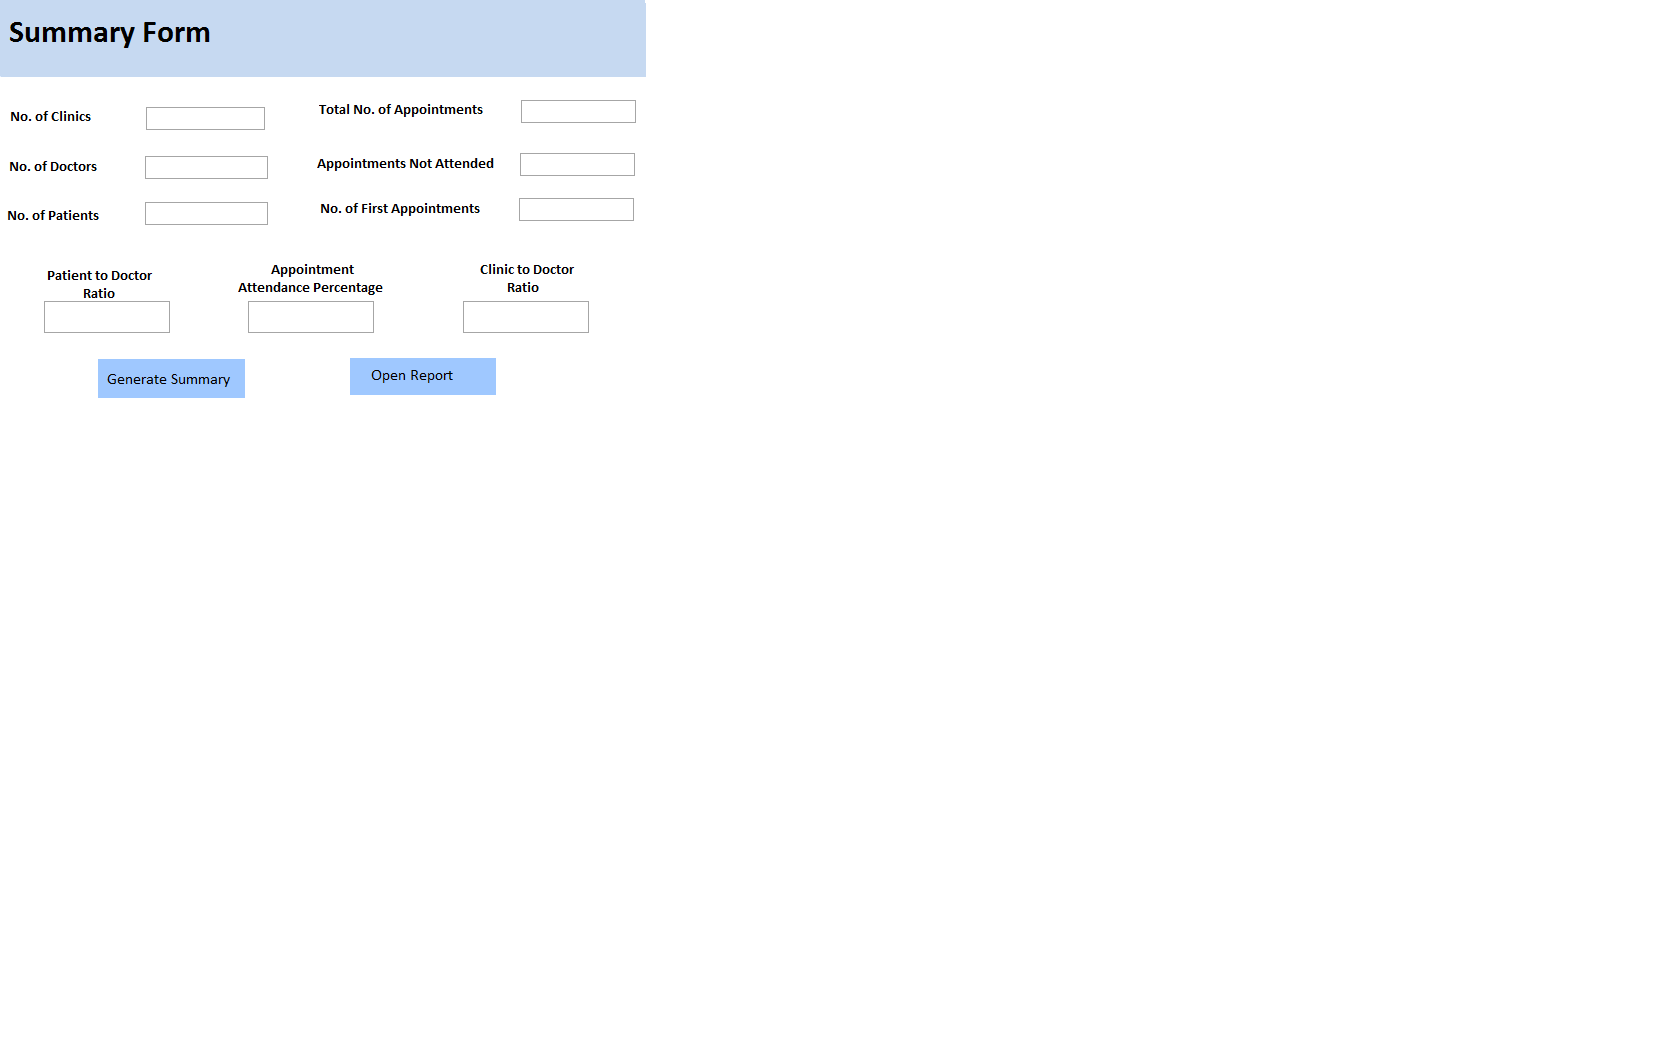 Summary Form
No. of Clinics
Total No. of Appointments
No. of Doctors
Appointments Not Attended
No. of Patients
No. of First Appointments
Patient to Doctor
Ratio
Appointment
Attendance Percentage
Clinic to Doctor
Ratio
Generate Summary
Open Report